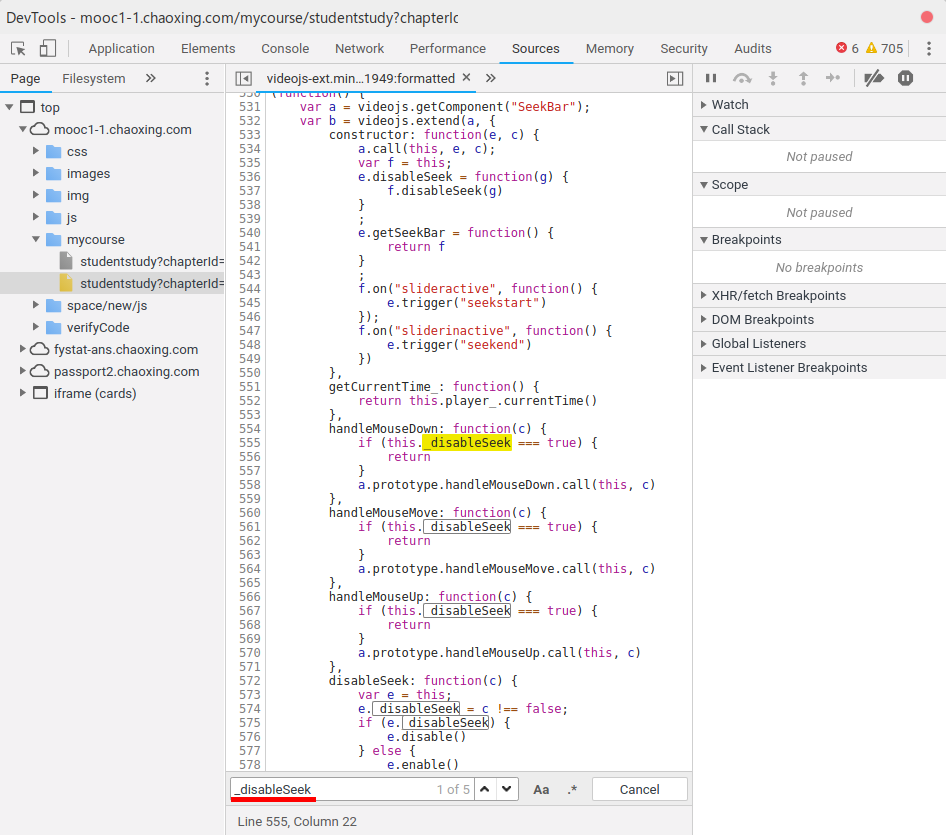 DevTools - mooc1-1.chaoxing.com/mycourse/studentstudy?chapterId
Application Elements Console Network Performance Sources Memory Security Audits 6 705
Page Filesystem »
videojs-ext.min…1949:formatted × »
top
mooc1-1.chaoxing.com
css
images
img
js
mycourse
studentstudy?chapterId=
studentstudy?chapterId=
space/new/js
verifyCode
fystat-ans.chaoxing.com
passport2.chaoxing.com
iframe (cards)
530 (function() {
531 var a = videojs.getComponent("SeekBar");
532 var b = videojs.extend(a, {
533 constructor: function(e, c) {
534 a.call(this, e, c);
535 var f = this;
536 e.disableSeek = function(g) {
537 f.disableSeek(g)
538 }
539 ;
540 e.getSeekBar = function() {
541 return f
542 }
543 ;
544 f.on("slideractive", function() {
545 e.trigger("seekstart")
546 });
547 f.on("sliderinactive", function() {
548 e.trigger("seekend")
549 })
550 },
551 getCurrentTime_: function() {
552 return this.player_.currentTime()
553 },
554 handleMouseDown: function(c) {
555 if (this._disableSeek === true) {
556 return
557 }
558 a.prototype.handleMouseDown.call(this, c)
559 },
560 handleMouseMove: function(c) {
561 if (this._disableSeek === true) {
562 return
563 }
564 a.prototype.handleMouseMove.call(this, c)
565 },
566 handleMouseUp: function(c) {
567 if (this._disableSeek === true) {
568 return
569 }
570 a.prototype.handleMouseUp.call(this, c)
571 },
572 disableSeek: function(c) {
573 var e = this;
574 e._disableSeek = c !== false;
575 if (e._disableSeek) {
576 e.disable()
577 } else {
578 e.enable()
_disableSeek 1 of 5 Aa .* Cancel
Line 555, Column 22
Watch
Call Stack
Not paused
Scope
Not paused
Breakpoints
No breakpoints
XHR/fetch Breakpoints
DOM Breakpoints
Global Listeners
Event Listener Breakpoints